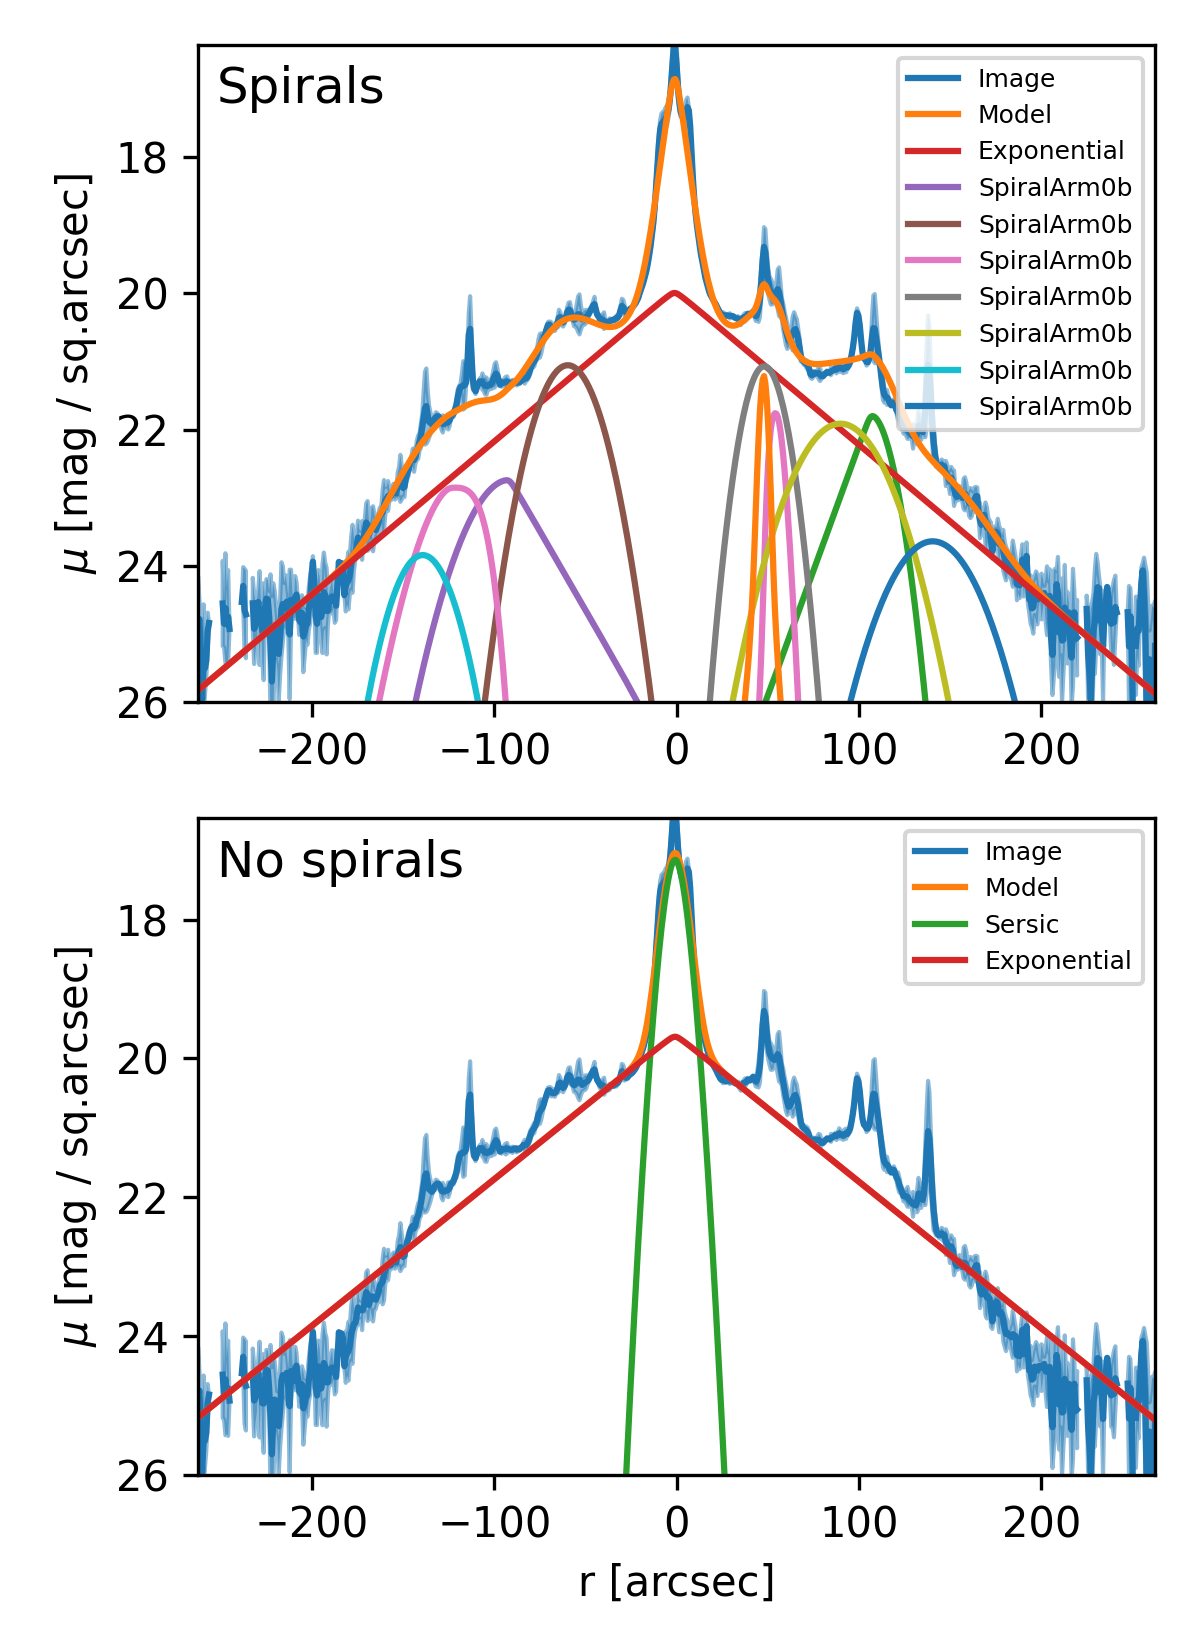 Spirals
Image
Model
Exponential
SpiralArm0b
SpiralArm0b
SpiralArm0b
SpiralArm0b
SpiralArm0b
SpiralArm0b
SpiralArm0b
μ [mag / sq.arcsec]
18
20
22
24
26
−200
−100
0
100
200
No spirals
Image
Model
Sersic
Exponential
μ [mag / sq.arcsec]
18
20
22
24
26
−200
−100
0
100
200
r [arcsec]